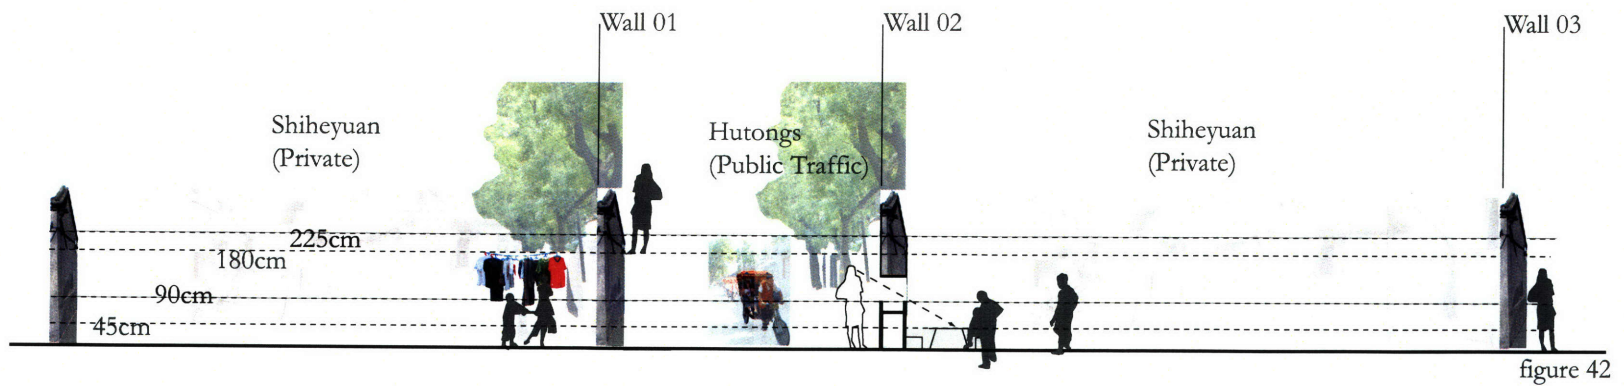 Wall 01
Wall 02
Wall 03
Shiheyuan
(Private)
Hutongs
(Public Traffic)
Shiheyuan
(Private)
225cm
180cm
90cm
45cm
figure 42